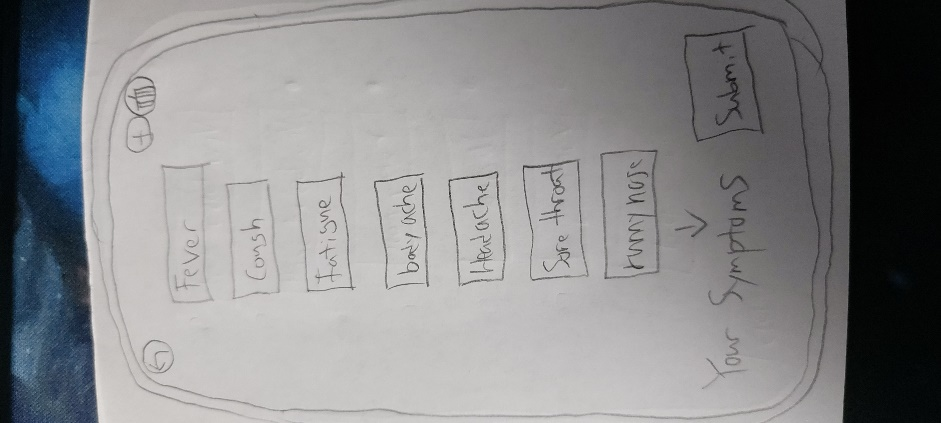 Fever
Cough
Fatigue
body ache
Headache
Sore throat
runny nose
Your Symptoms
Submit